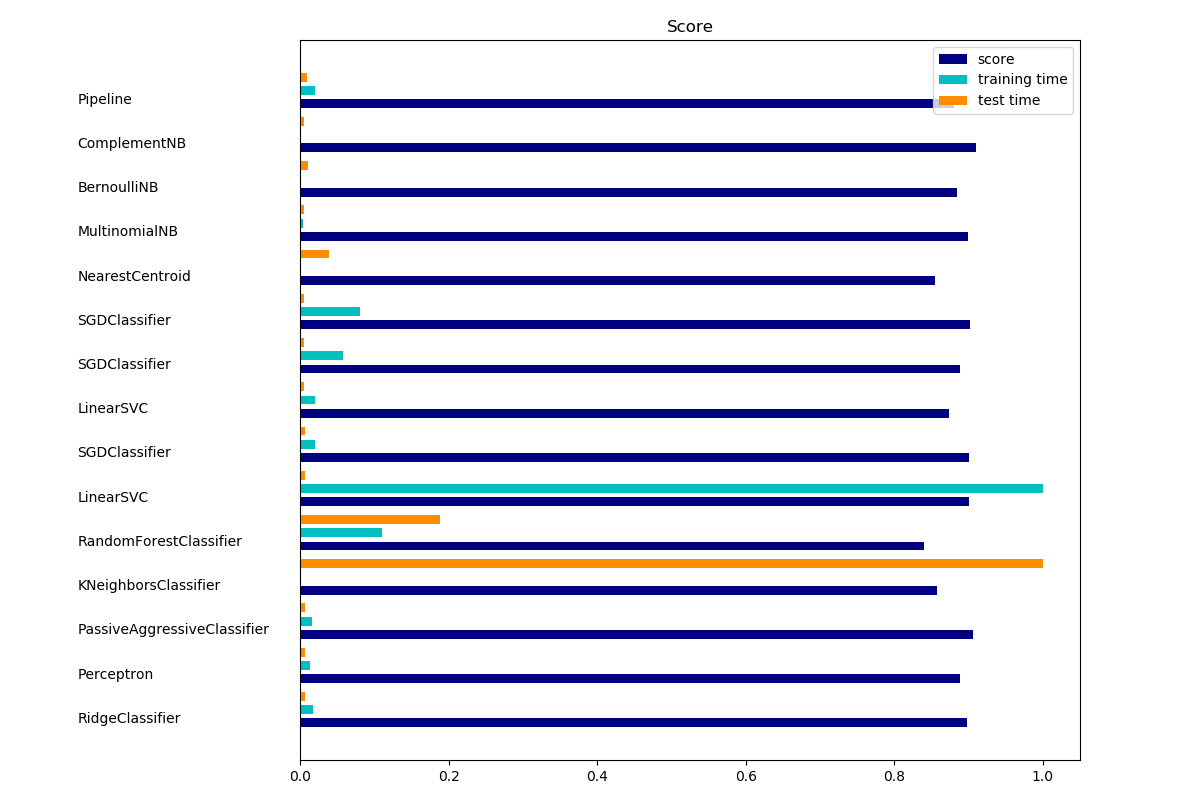 Score
score
training time
test time
Pipeline
ComplementNB
BernoulliNB
MultinomialNB
NearestCentroid
SGDClassifier
SGDClassifier
LinearSVC
SGDClassifier
LinearSVC
RandomForestClassifier
KNeighborsClassifier
PassiveAggressiveClassifier
Perceptron
RidgeClassifier
0.0 0.2 0.4 0.6 0.8 1.0